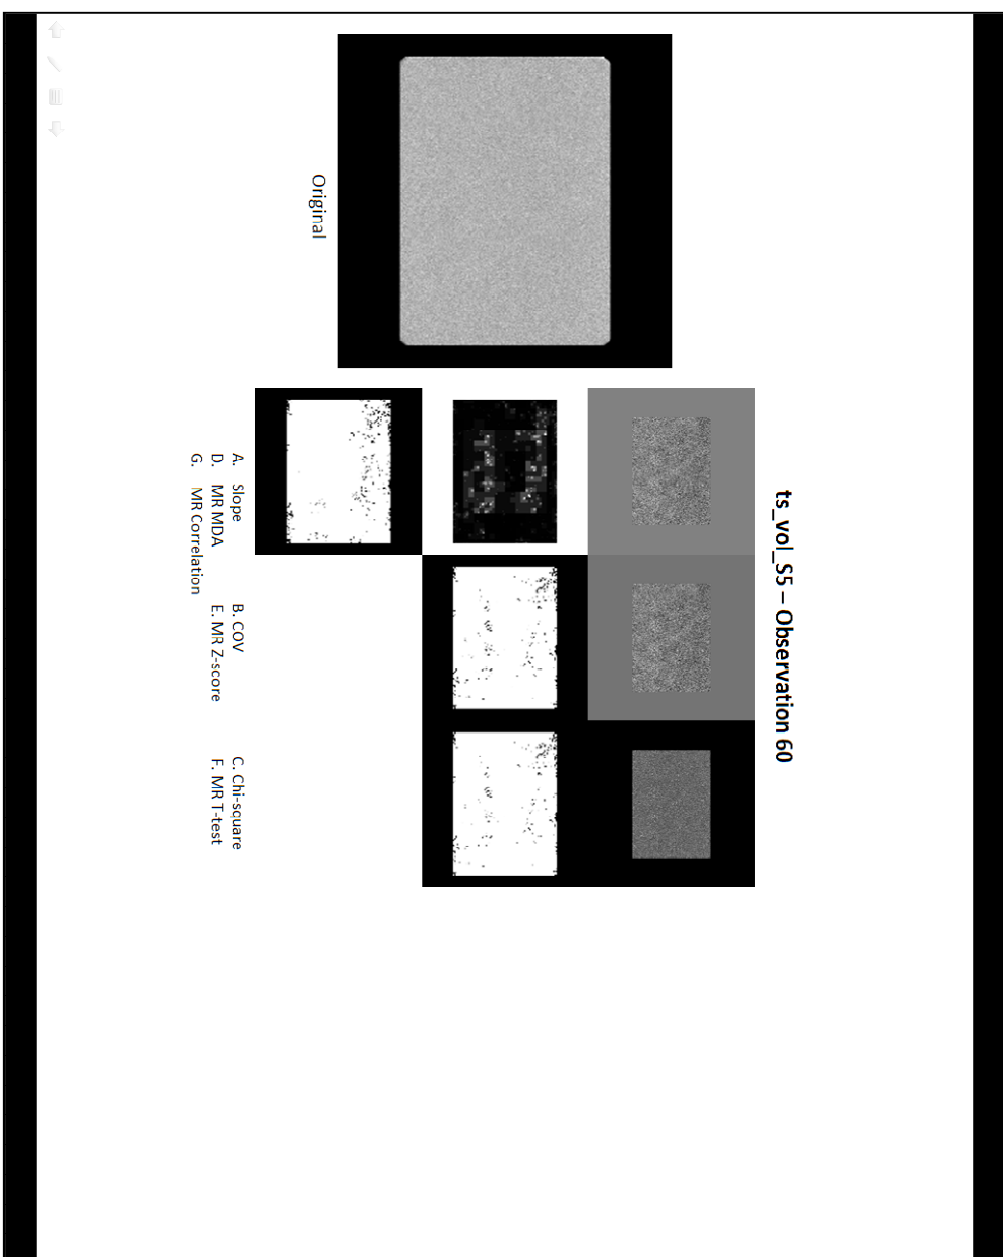 ts_vol_S5 – Observation 60
Original
A. Slope B. COV C. Chi-square
D. MR MDA E. MR Z-score F. MR T-test
G. MR Correlation